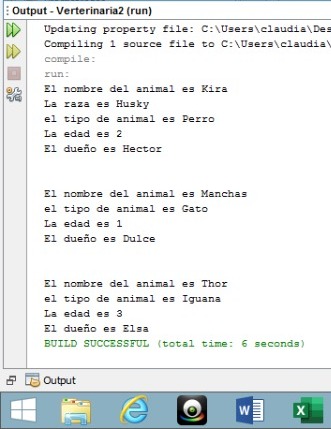 Output - Verterinaria2 (run)
Updating property file: C:\Users\claudia\Des
Compiling 1 source file to C:\Users\claudia\
compile:
run:
El nombre del animal es Kira
La raza es Husky
el tipo de animal es Perro
La edad es 2
El dueño es Hector
El nombre del animal es Manchas
el tipo de animal es Gato
La edad es 1
El dueño es Dulce
El nombre del animal es Thor
el tipo de animal es Iguana
La edad es 3
El dueño es Elsa
BUILD SUCCESSFUL (total time: 6 seconds)
Output